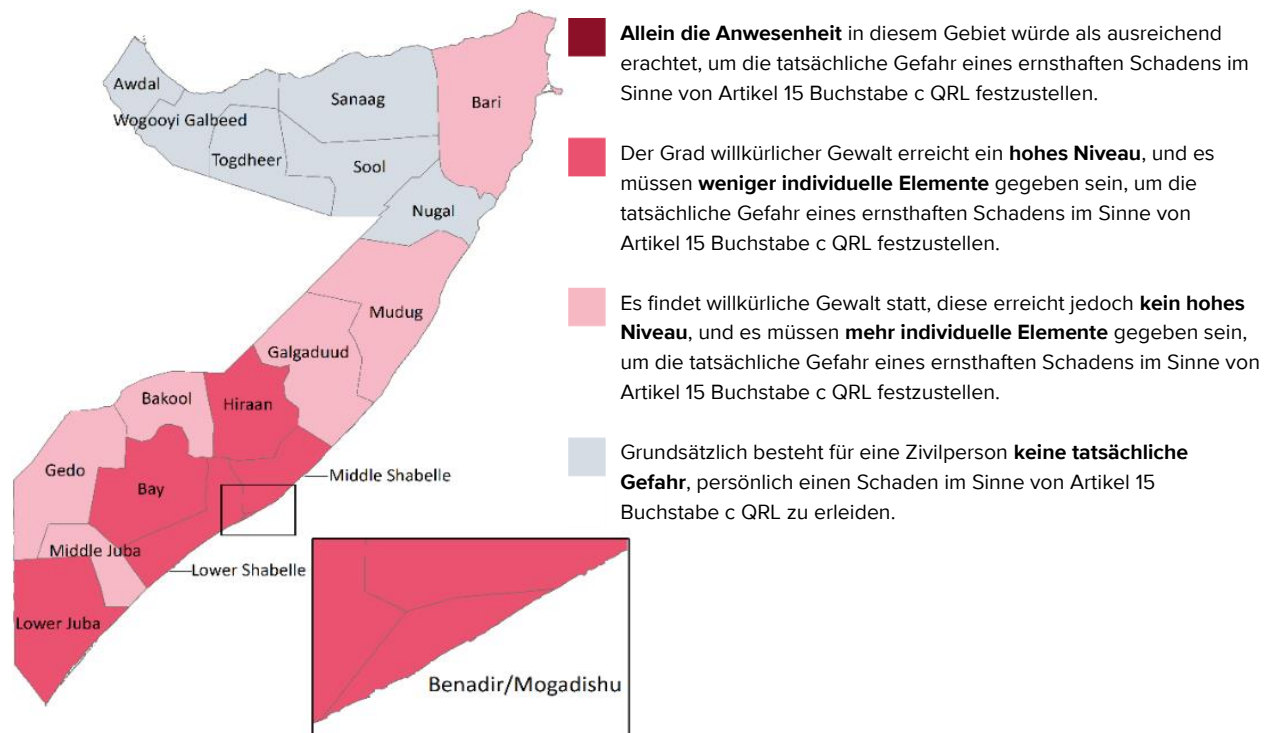 Awdal
Wogooyi Galbeed
Togdheer
Sanaag
Sool
Bari
Nugal
Mudug
Galgaduud
Hiraan
Bakool
Gedo
Bay
Middle Shabelle
Middle Juba
Lower Shabelle
Lower Juba
Benadir/Mogadishu
Allein die Anwesenheit in diesem Gebiet würde als ausreichend
erachtet, um die tatsächliche Gefahr eines ernsthaften Schadens im
Sinne von Artikel 15 Buchstabe c QRL festzustellen.
Der Grad willkürlicher Gewalt erreicht ein hohes Niveau, und es
müssen weniger individuelle Elemente gegeben sein, um die
tatsächliche Gefahr eines ernsthaften Schadens im Sinne von
Artikel 15 Buchstabe c QRL festzustellen.
Es findet willkürliche Gewalt statt, diese erreicht jedoch kein hohes
Niveau, und es müssen mehr individuelle Elemente gegeben sein,
um die tatsächliche Gefahr eines ernsthaften Schadens im Sinne von
Artikel 15 Buchstabe c QRL festzustellen.
Grundsätzlich besteht für eine Zivilperson keine tatsächliche
Gefahr, persönlich einen Schaden im Sinne von Artikel 15
Buchstabe c QRL zu erleiden.